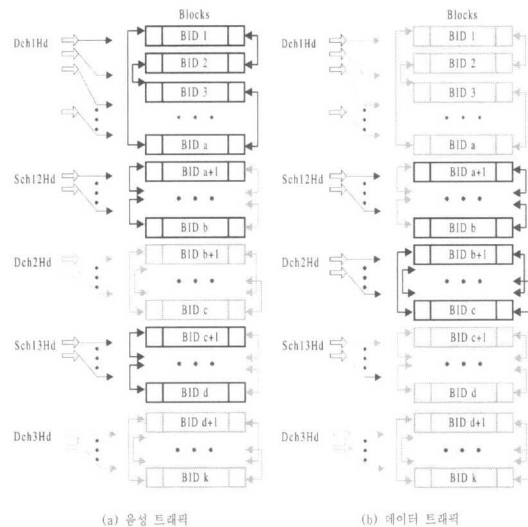 Blocks
Dch1Hd
BID 1
BID 2
BID 3
BID a
Sch12Hd
BID a+1
BID b
Dch2Hd
BID b+1
BID c
Sch13Hd
BID c+1
BID d
Dch3Hd
BID d+1
BID k
(a) 음성 트래픽
Blocks
Dch1Hd
BID 1
BID 2
BID 3
BID a
Sch12Hd
BID a+1
BID b
Dch2Hd
BID b+1
BID c
Sch13Hd
BID c+1
BID d
Dch3Hd
BID d+1
BID k
(b) 데이터 트래픽